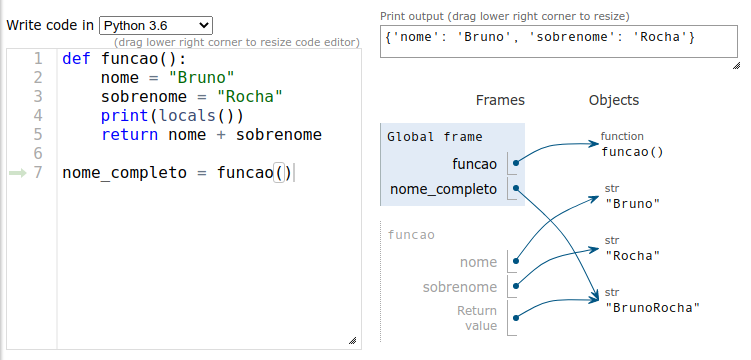 Write code in Python 3.6
(drag lower right corner to resize code editor)
1 def funcao():
2     nome = "Bruno"
3     sobrenome = "Rocha"
4     print(locals())
5     return nome + sobrenome
6
7 nome_completo = funcao()
Print output (drag lower right corner to resize)
{'nome': 'Bruno', 'sobrenome': 'Rocha'}
Frames
Objects
Global frame
funcao
nome_completo
function
funcao()
str
"Bruno"
funcao
nome
sobrenome
Return
value
str
"Rocha"
str
"BrunoRocha"